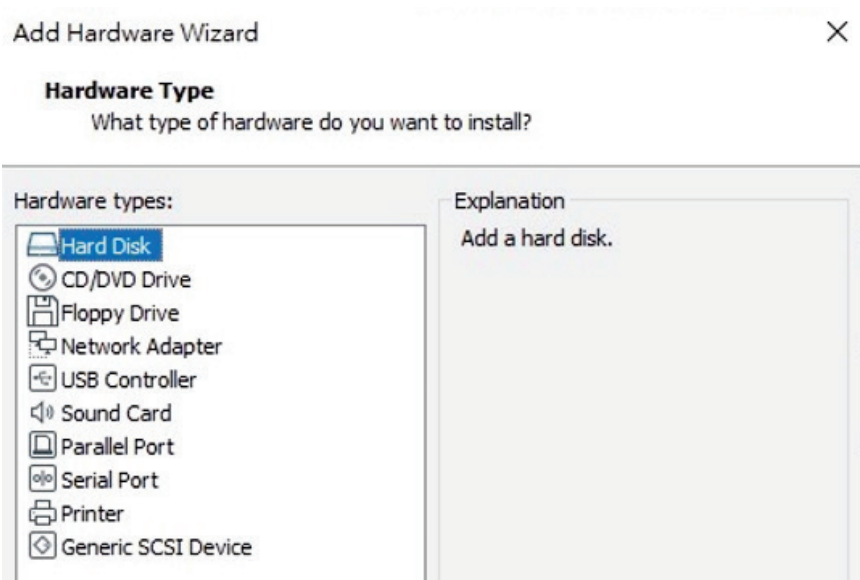 Add Hardware Wizard
Hardware Type
What type of hardware do you want to install?
Hardware types:
Hard Disk
CD/DVD Drive
Floppy Drive
Network Adapter
USB Controller
Sound Card
Parallel Port
Serial Port
Printer
Generic SCSI Device
Explanation
Add a hard disk.